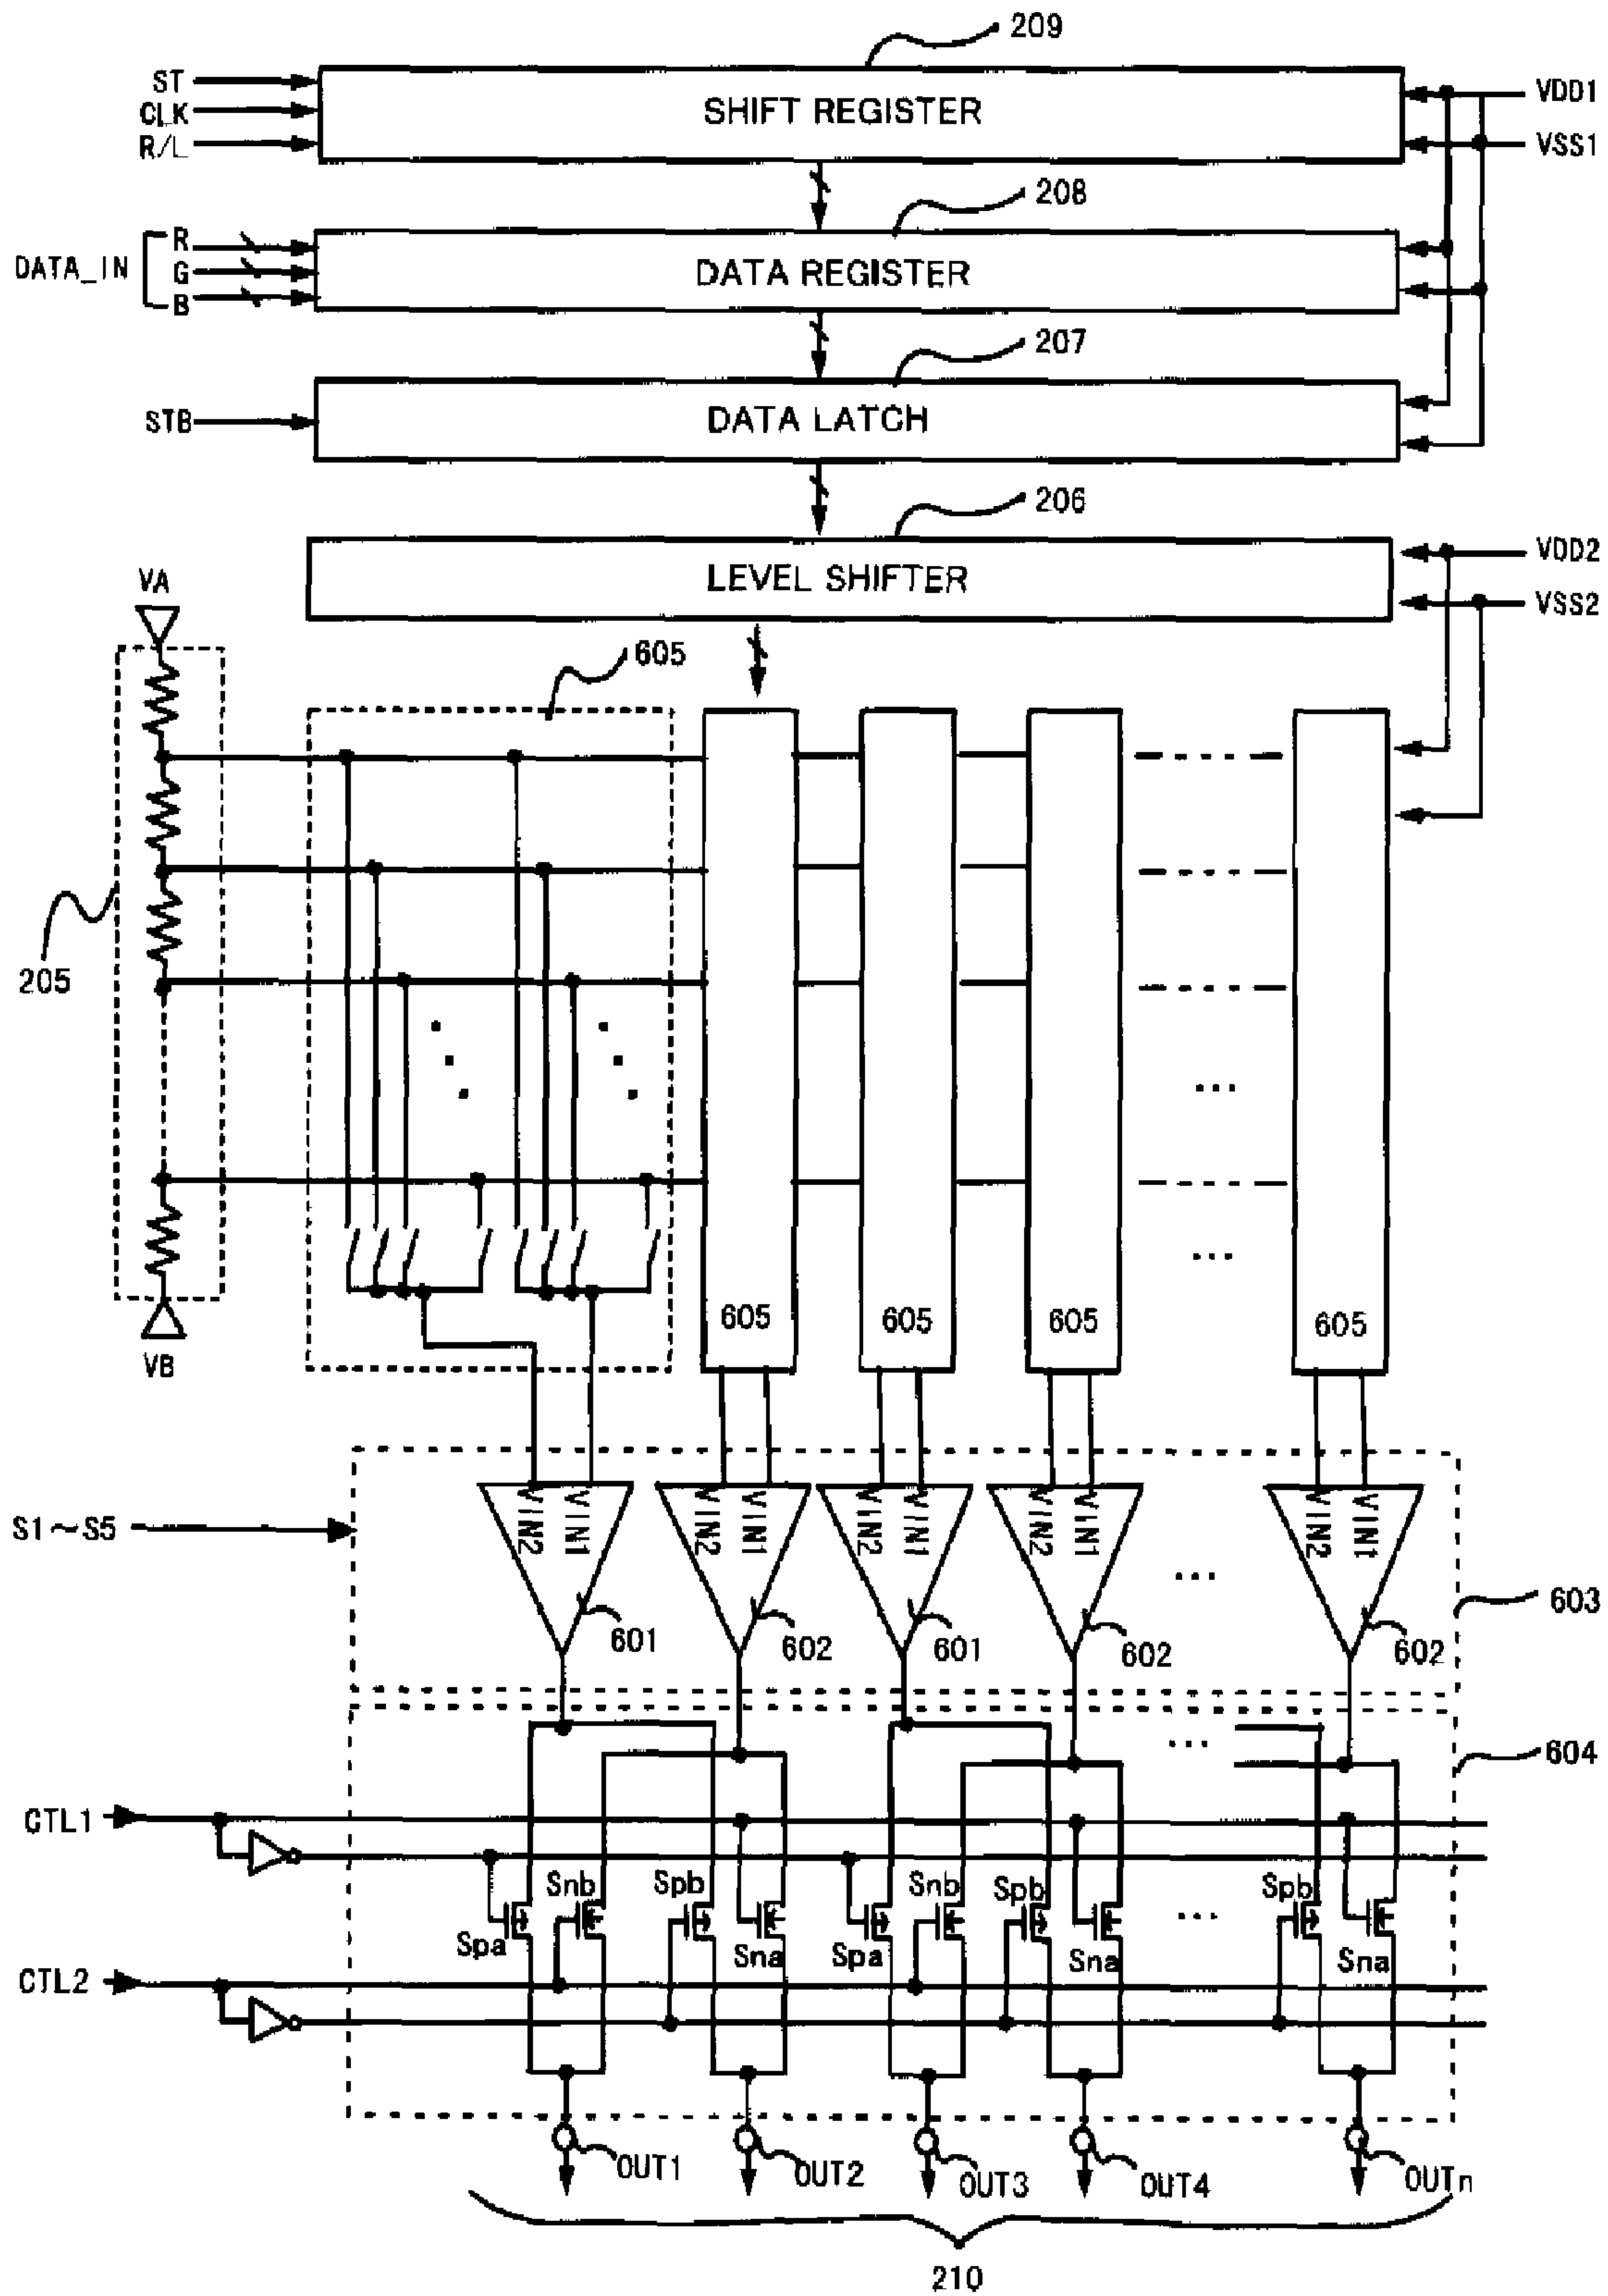 209
ST
CLK
R/L
SHIFT REGISTER
VDD1
VSS1
208
DATA_IN
R
G
B
DATA REGISTER
207
STB
DATA LATCH
206
LEVEL SHIFTER
VDD2
VSS2
VA
605
205
VB
605
605
605
605
S1~S5
VIN2
VIN1
VIN2
VIN1
VIN2
VIN1
VIN2
VIN1
VIN2
VIN1
...
601
602
601
602
602
603
...
604
CTL1
Spa
Snb
Spb
Sna
Spa
Snb
Spb
Sna
...
Spb
Sna
CTL2
OUT1
OUT2
OUT3
OUT4
OUTn
210